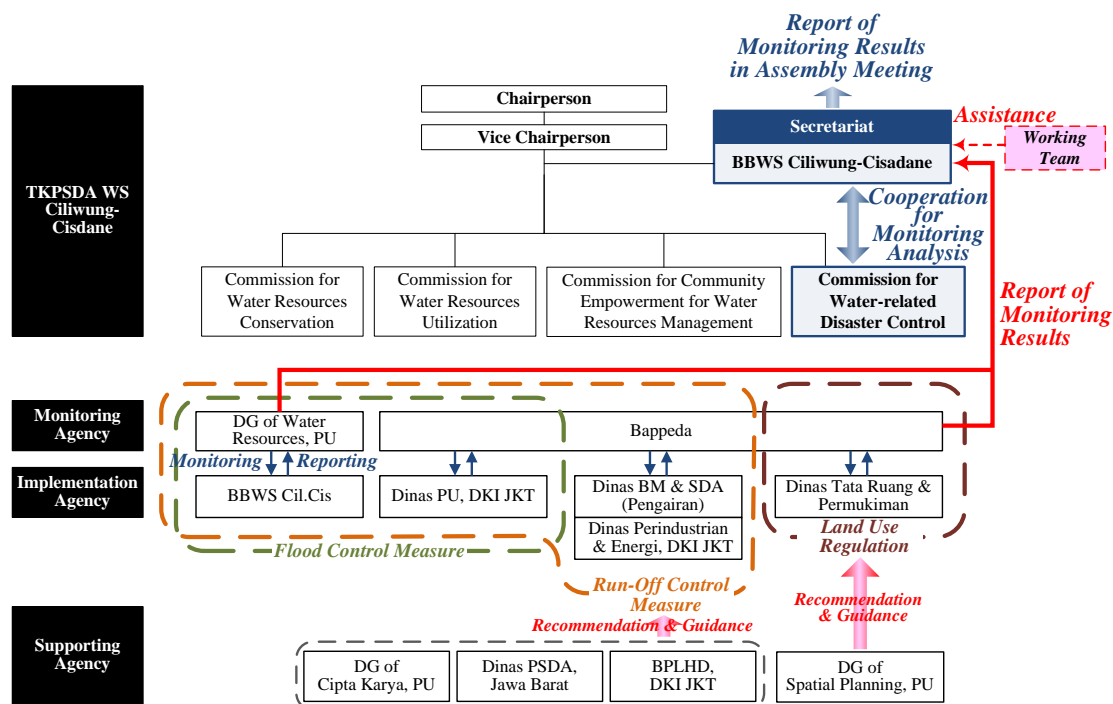 Report of
Monitoring Results
in Assembly Meeting
Chairperson
Vice Chairperson
Secretariat
BBWS Ciliwung-Cisadane
Assistance
Working
Team
TKPSDA WS
Ciliwung-
Cisdane
Cooperation
for
Monitoring
Analysis
Commission for
Water Resources
Conservation
Commission for
Water Resources
Utilization
Commission for Community
Empowerment for Water
Resources Management
Commission for
Water-related
Disaster Control
Report of
Monitoring
Results
Monitoring
Agency
DG of Water
Resources, PU
Bappeda
Monitoring
Reporting
Implementation
Agency
BBWS Cil.Cis
Dinas PU, DKI JKT
Dinas BM & SDA
(Pengairan)
Dinas Perindustrian
& Energi, DKI JKT
Dinas Tata Ruang &
Permukiman
Flood Control Measure
Land Use
Regulation
Run-Off Control
Measure
Recommendation & Guidance
Recommendation
& Guidance
Supporting
Agency
DG of
Cipta Karya, PU
Dinas PSDA,
Jawa Barat
BPLHD,
DKI JKT
DG of
Spatial Planning, PU